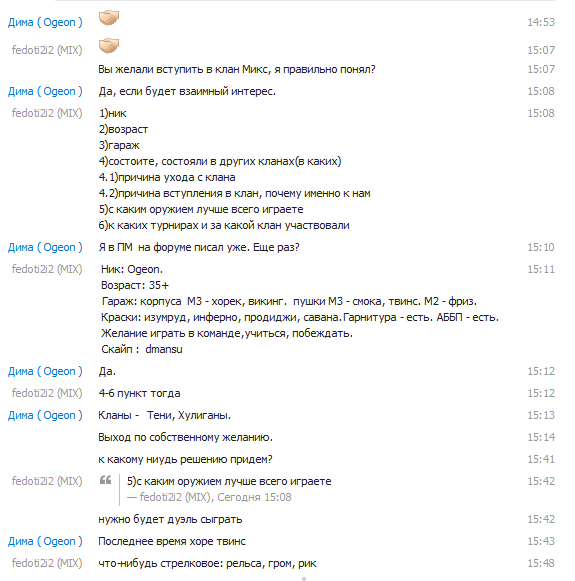 Дима ( Ogeon ) 14:53
fedoti2i2 (MIX) 15:07
Вы желали вступить в клан Микс, я правильно понял? 15:07
Дима ( Ogeon ) Да, если будет взаимный интерес. 15:08
fedoti2i2 (MIX) 1)ник 15:08
2)возраст
3)гараж
4)состоите, состояли в других кланах(в каких)
4.1)причина ухода с клана
4.2)причина вступления в клан, почему именно к нам
5)с каким оружием лучше всего играете
6)к каких турнирах и за какой клан участвовали
Дима ( Ogeon ) Я в ПМ на форуме писал уже. Еще раз? 15:10
fedoti2i2 (MIX) Ник: Ogeon. 15:11
Возраст: 35+
Гараж: корпуса М3 - хорек, викинг. пушки М3 - смока, твинс. М2 - фриз.
Краски: изумруд, инферно, продиджи, савана.Гарнитура - есть. АББП - есть.
Желание играть в команде,учиться, побеждать.
Скайп : dmansu
Дима ( Ogeon ) Да. 15:12
fedoti2i2 (MIX) 4-6 пункт тогда 15:12
Дима ( Ogeon ) Кланы - Тени, Хулиганы. 15:13
Выход по собственному желанию. 15:14
к какому ниудь решению придем? 15:41
fedoti2i2 (MIX) 5)с каким оружием лучше всего играете 15:42
— fedoti2i2 (MIX), Сегодня 15:08
нужно будет дуэль сыграть 15:42
Дима ( Ogeon ) Последнее время хоре твинс 15:43
fedoti2i2 (MIX) что-нибудь стрелковое: рельса, гром, рик 15:48